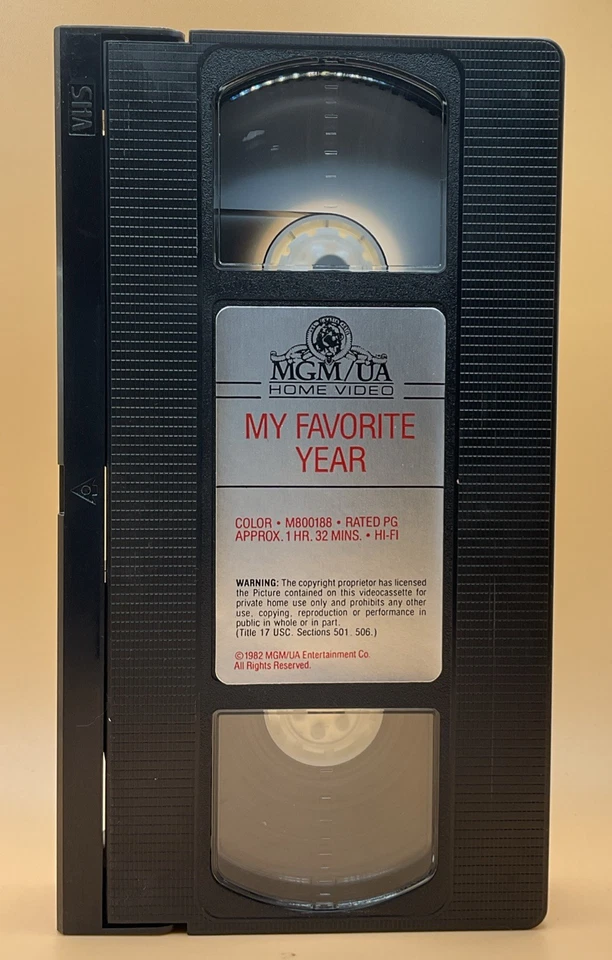 VHS
MGM/UA
HOME VIDEO
MY FAVORITE
YEAR
COLOR • M800188 • RATED PG
APPROX. 1 HR. 32 MINS. • HI-FI
WARNING: The copyright proprietor has licensed
the Picture contained on this videocassette for
private home use only and prohibits any other
use, copying, reproduction or performance in
public in whole or in part.
(Title 17 USC. Sections 501, 506.)
©1982 MGM/UA Entertainment Co.
All Rights Reserved.